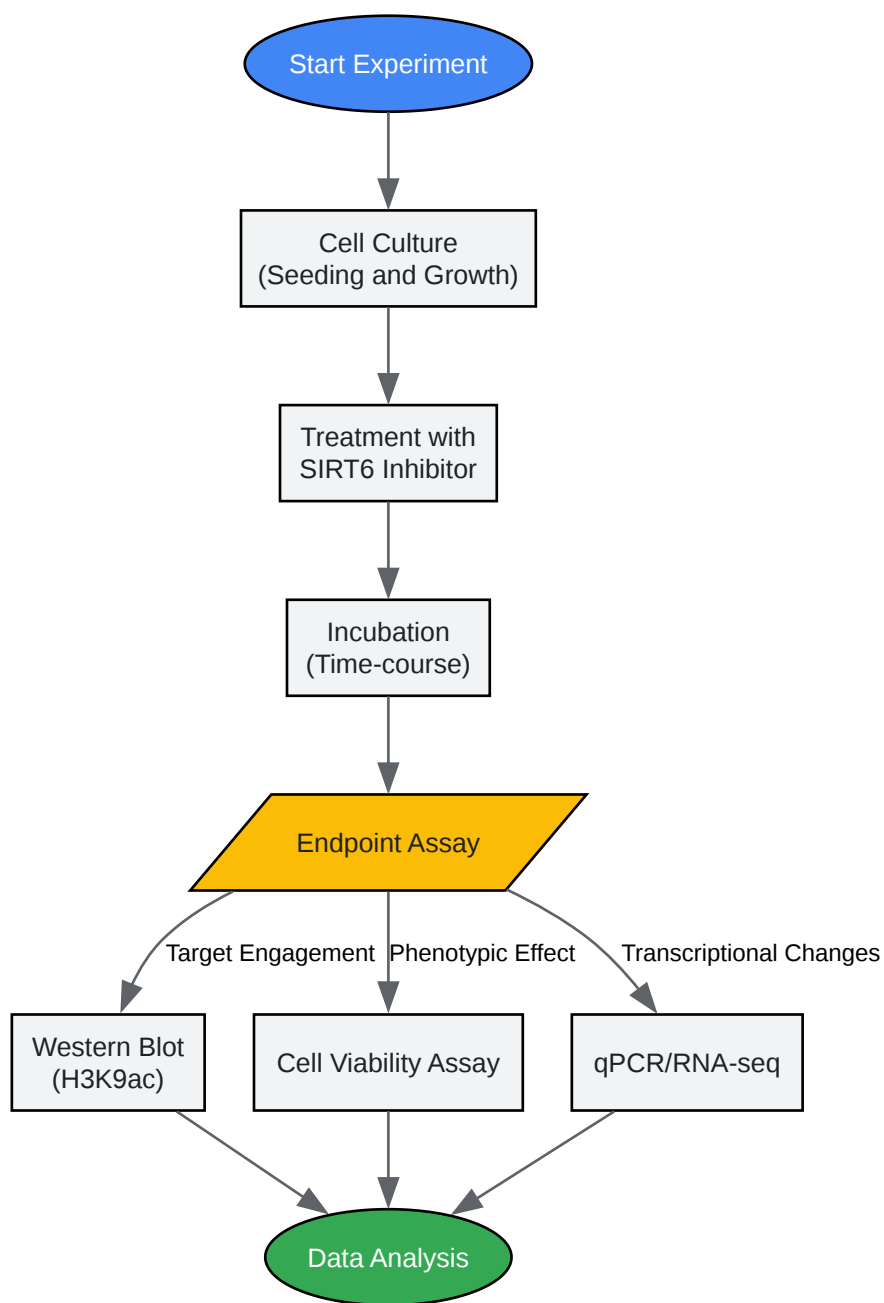 Start Experiment
Cell Culture
(Seeding and Growth)
Treatment with
SIRT6 Inhibitor
Incubation
(Time-course)
Endpoint Assay
Target Engagement
Phenotypic Effect
Transcriptional Changes
Western Blot
(H3K9ac)
Cell Viability Assay
qPCR/RNA-seq
Data Analysis